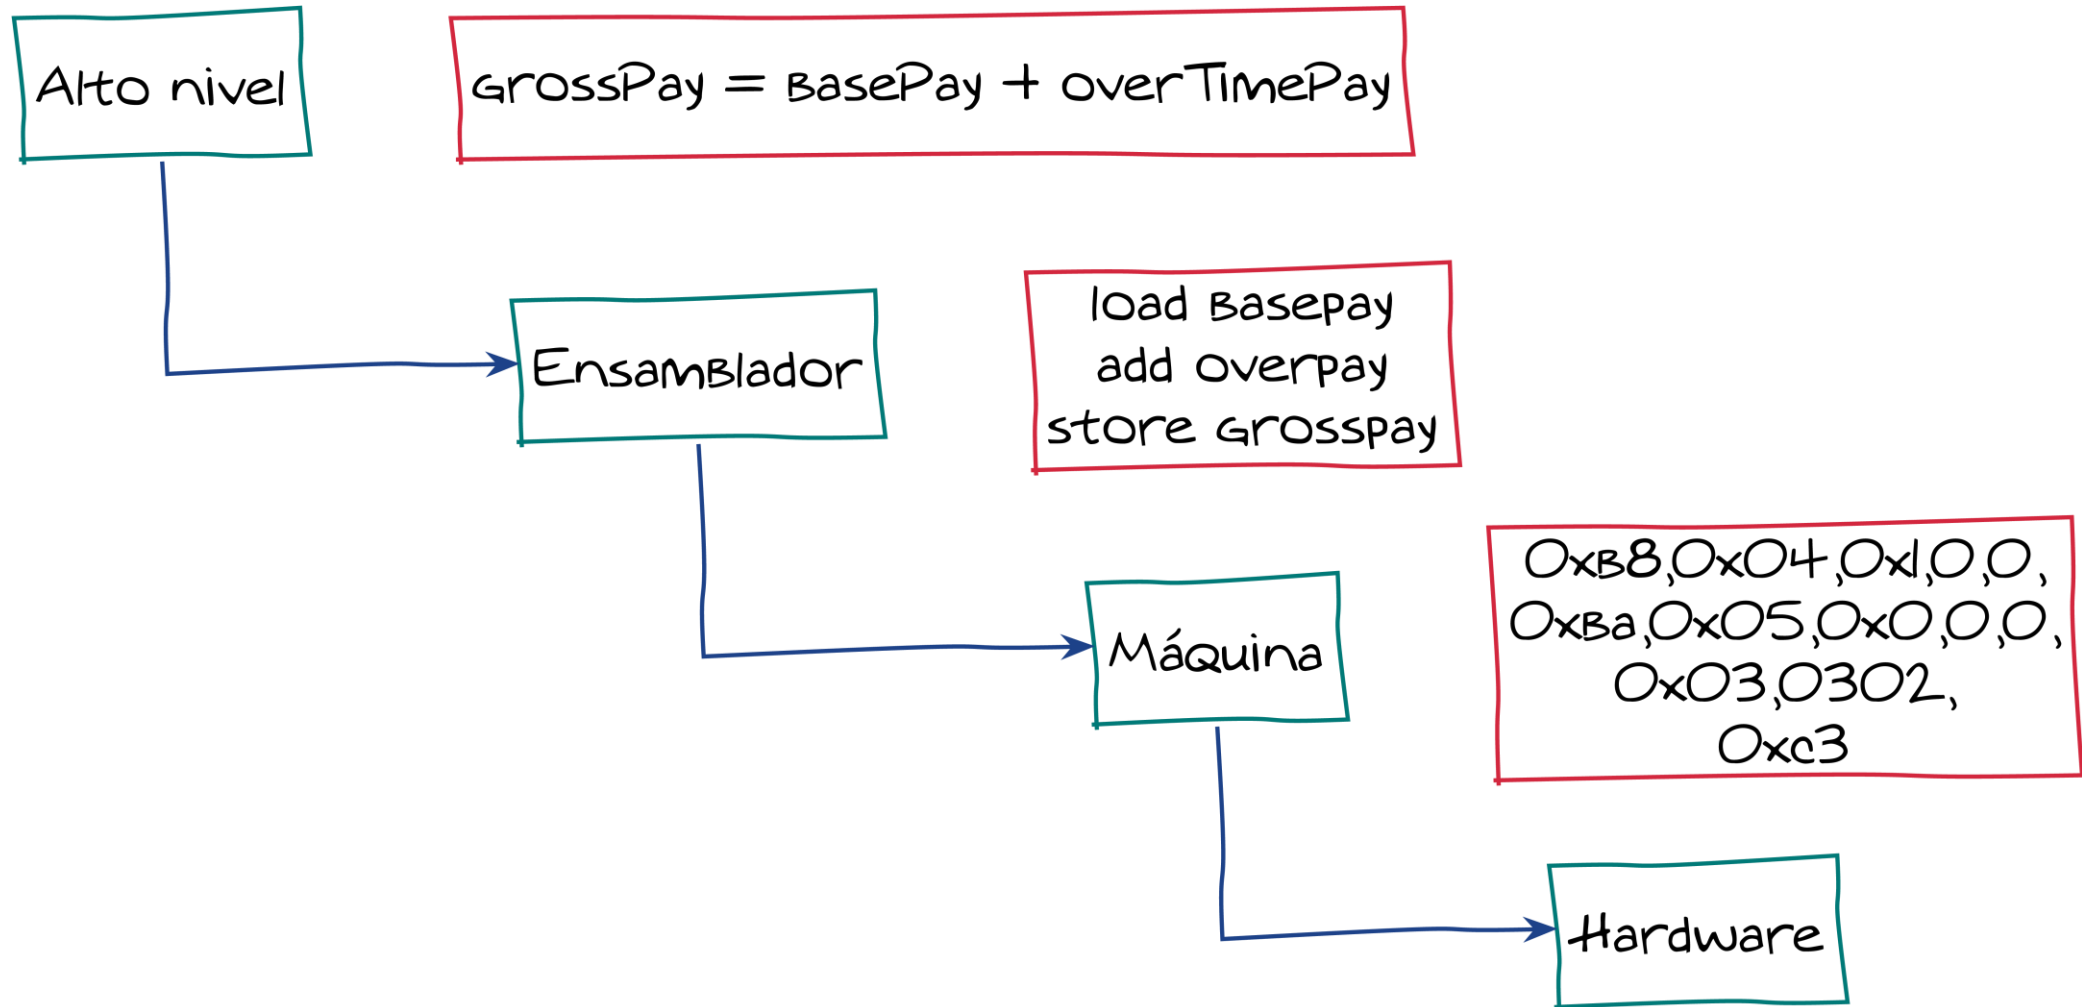 Alto nivel
GrossPay = BasePay + overTimePay
Ensamblador
load Basepay
add overpay
store Grosspay
Máquina
0xB8,0x04,0x1,0,0,
0xBa,0x05,0x0,0,0,
0x03,0302,
0xc3
Hardware